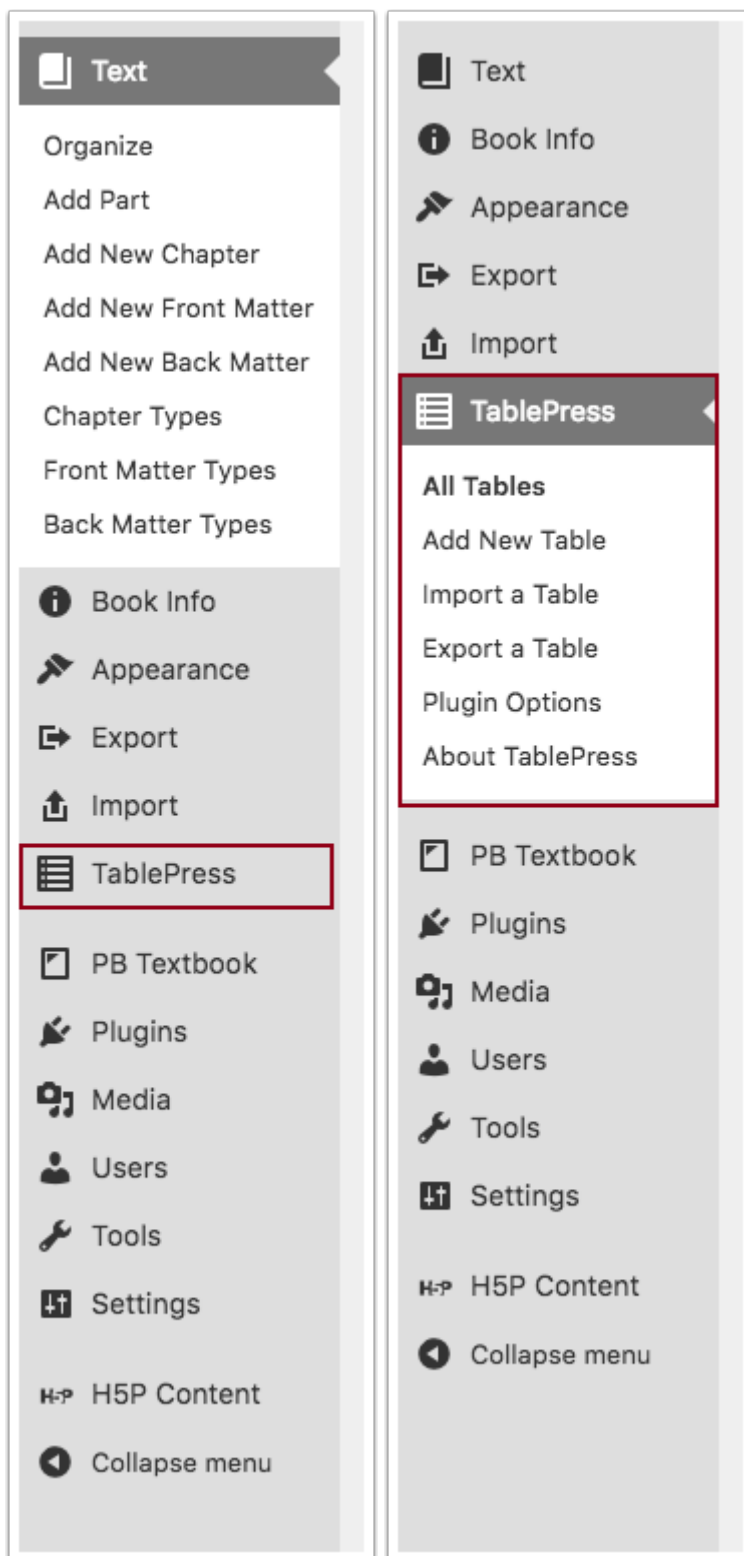 Text
Organize
Add Part
Add New Chapter
Add New Front Matter
Add New Back Matter
Chapter Types
Front Matter Types
Back Matter Types
Book Info
Appearance
Export
Import
TablePress
PB Textbook
Plugins
Media
Users
Tools
Settings
H5P H5P Content
Collapse menu
Text
Book Info
Appearance
Export
Import
TablePress
All Tables
Add New Table
Import a Table
Export a Table
Plugin Options
About TablePress
PB Textbook
Plugins
Media
Users
Tools
Settings
H5P H5P Content
Collapse menu